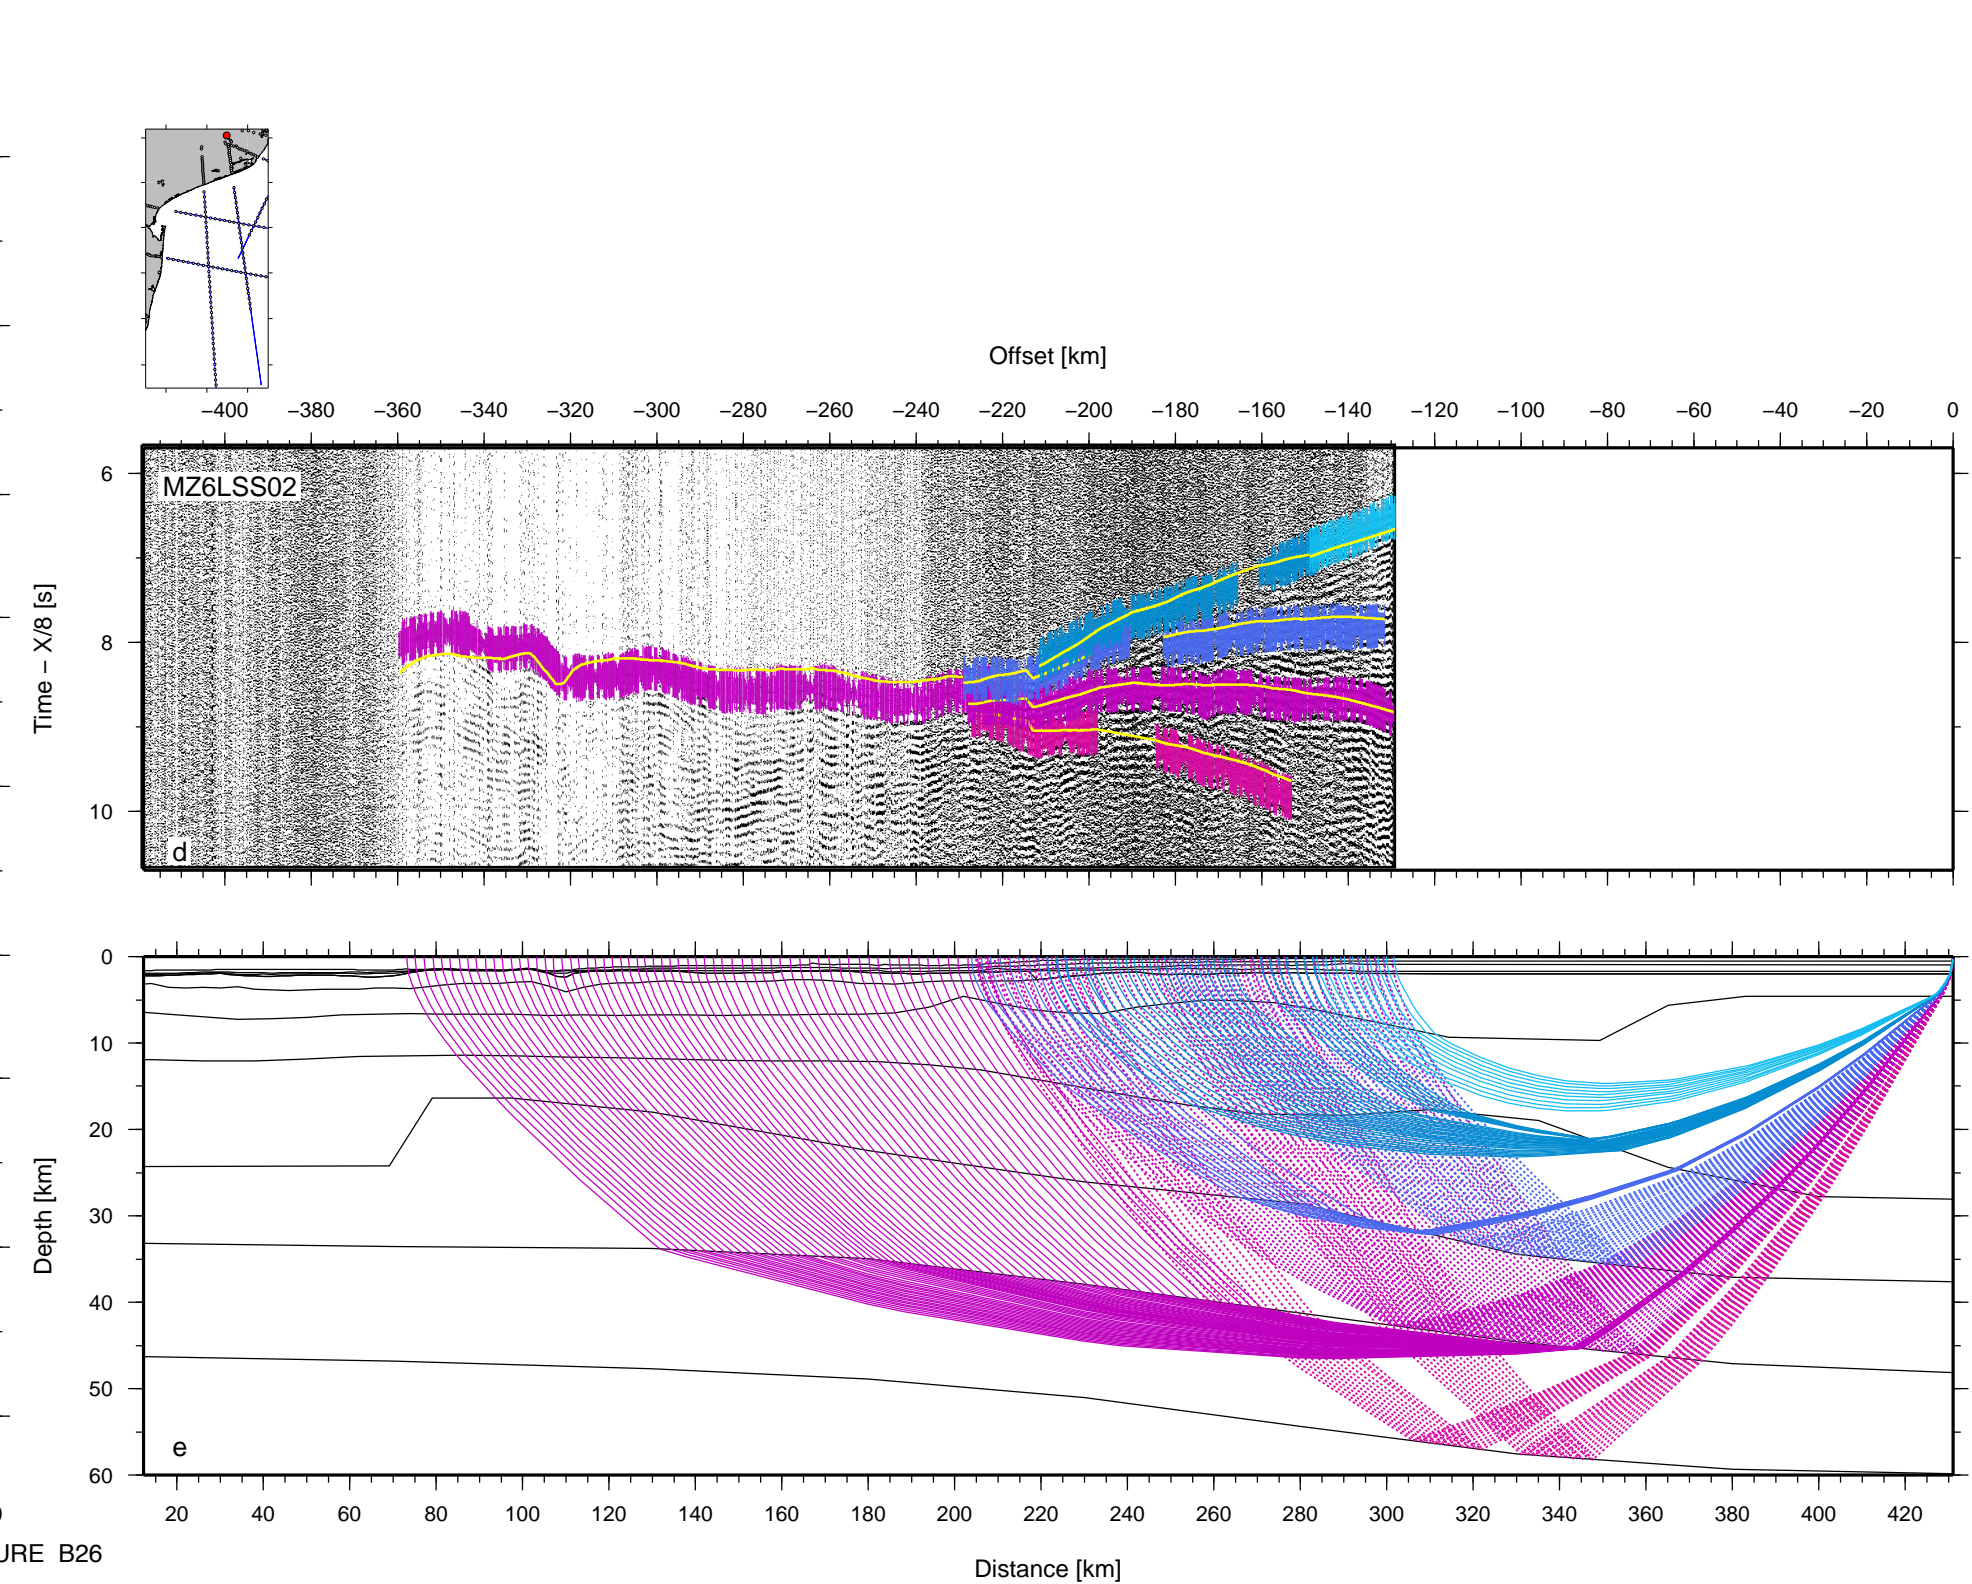 Offset [km]
−400 −380 −360 −340 −320 −300 −280 −260 −240 −220 −200 −180 −160 −140 −120 −100 −80 −60 −40 −20 0
MZ6LSS02
6
8
10
Time − X/8 [s]
d
0
10
20
30
40
50
60
Depth [km]
e
20 40 60 80 100 120 140 160 180 200 220 240 260 280 300 320 340 360 380 400 420
Distance [km]
URE B26